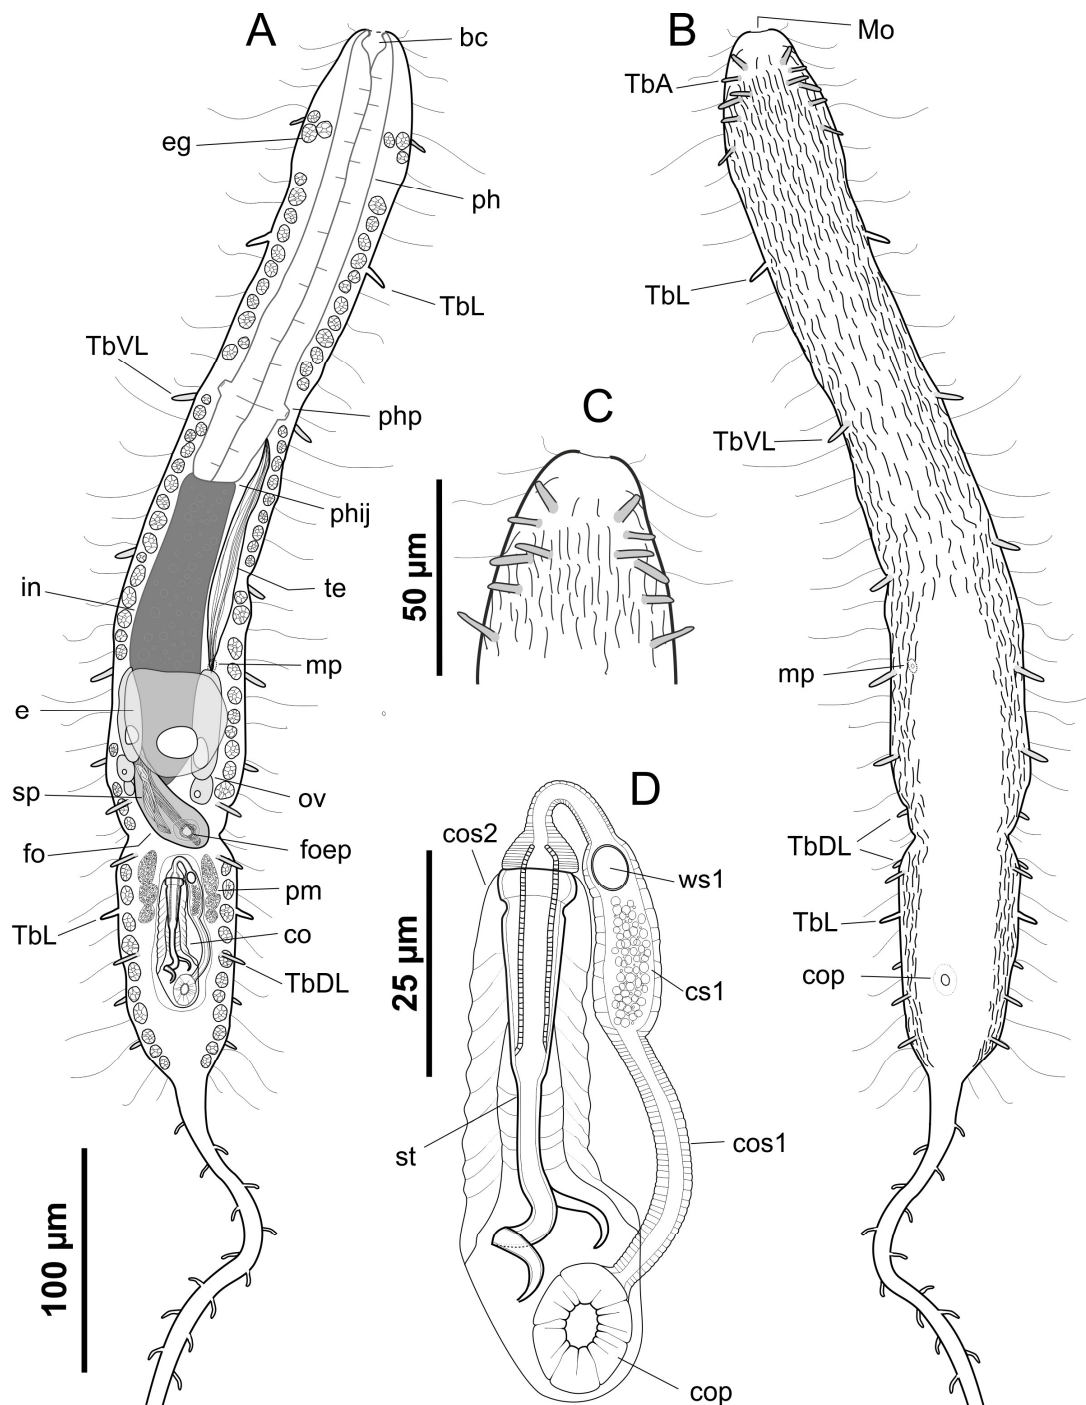 A
bc
eg
ph
TbL
TbVL
php
phij
in
te
mp
e
sp
ov
fo
foep
pm
TbL
co
TbDL
100 µm
B
Mo
TbA
TbL
TbVL
mp
TbDL
TbL
cop
C
50 µm
D
cos2
ws1
25 µm
cs1
st
cos1
cop